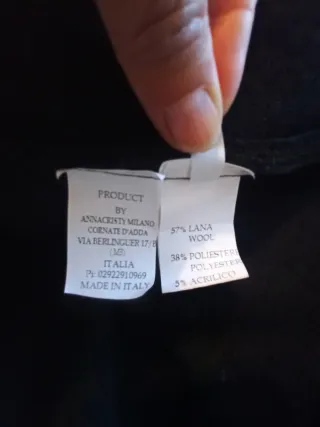 PRODUCT
BY
ANNACRISTY MILANO
CORNATE D'ADDA
VIA BERLINGUER 17/B
(MI)
ITALIA
P.I: 02922910969
MADE IN ITALY
57% LANA
WOOL
38% POLIESTERE
POLYESTER
5% ACRILICO